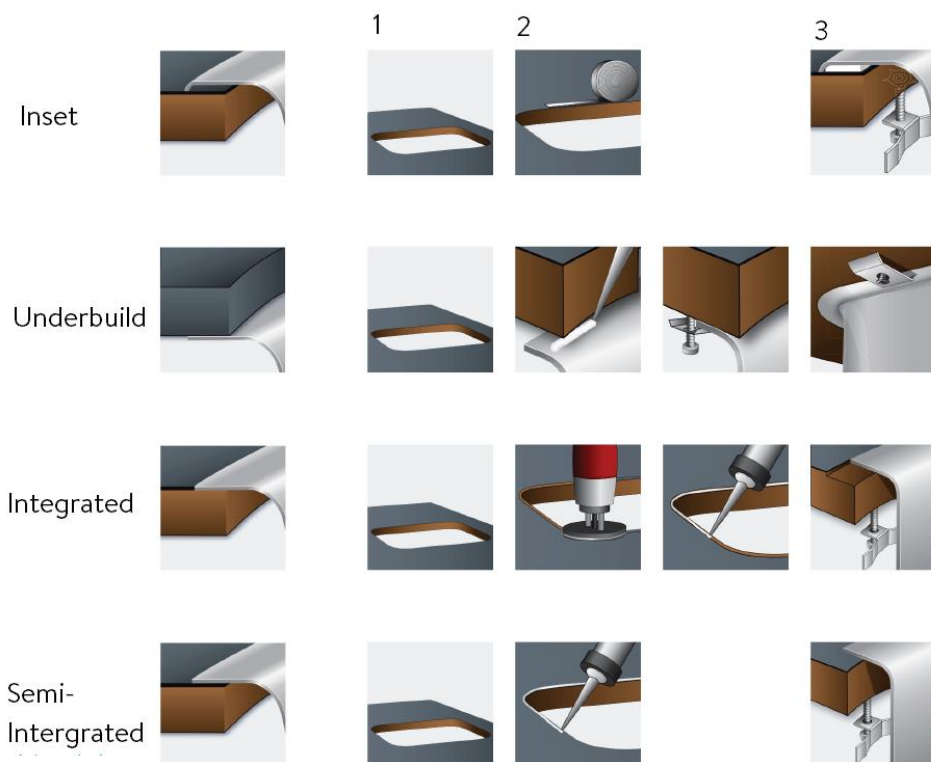 1
2
3
Inset
Underbuild
Integrated
Semi-
Intergrated